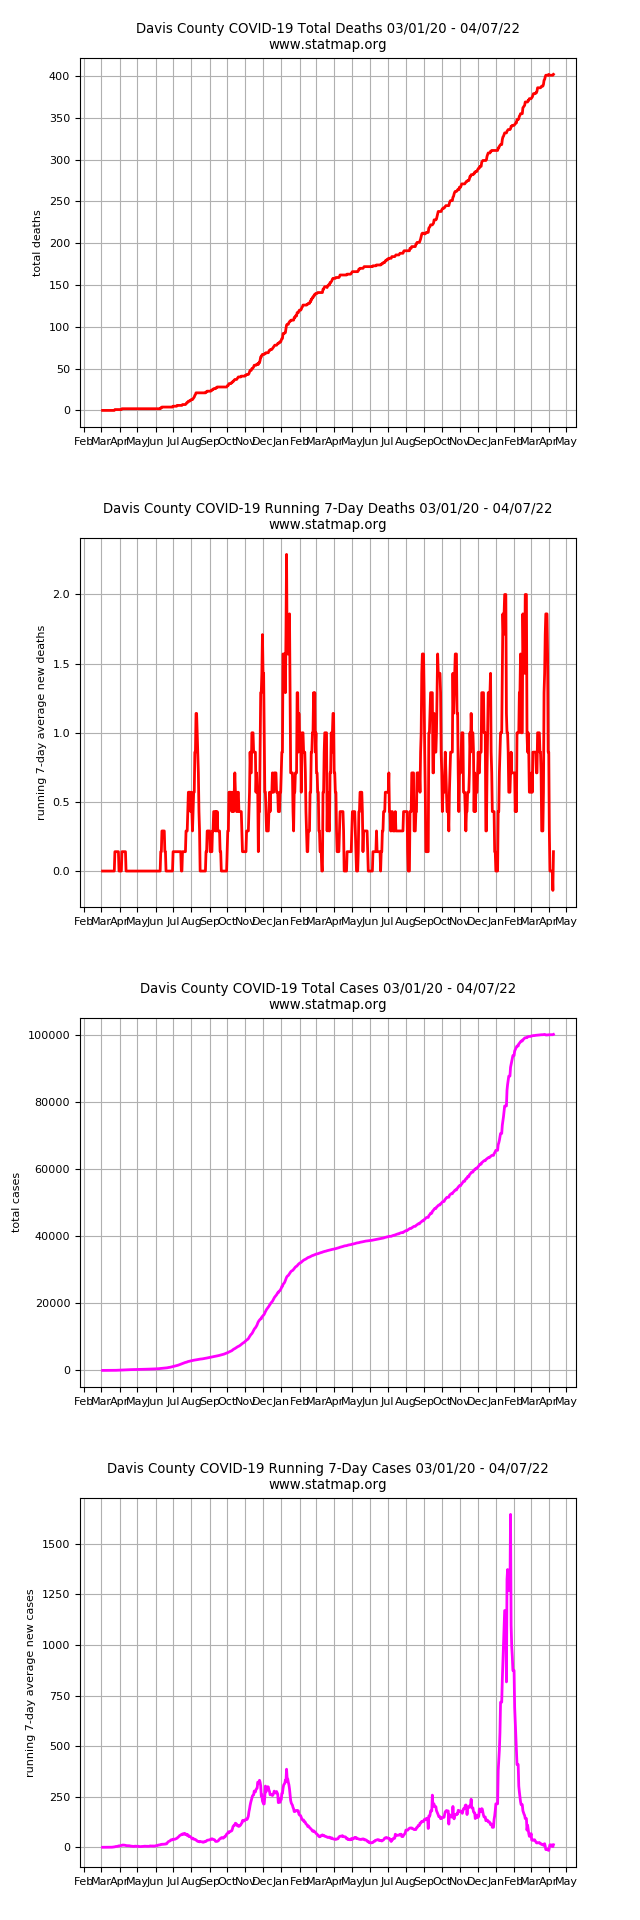 Davis County COVID-19 Total Deaths 03/01/20 - 04/07/22
www.statmap.org
400
350
300
250
200
150
100
50
0
total deaths
Feb Mar Apr May Jun Jul Aug Sep Oct Nov Dec Jan Feb Mar Apr May Jun Jul Aug Sep Oct Nov Dec Jan Feb Mar Apr May
Davis County COVID-19 Running 7-Day Deaths 03/01/20 - 04/07/22
www.statmap.org
2.0
1.5
1.0
0.5
0.0
running 7-day average new deaths
Feb Mar Apr May Jun Jul Aug Sep Oct Nov Dec Jan Feb Mar Apr May Jun Jul Aug Sep Oct Nov Dec Jan Feb Mar Apr May
Davis County COVID-19 Total Cases 03/01/20 - 04/07/22
www.statmap.org
100000
80000
60000
40000
20000
0
total cases
Feb Mar Apr May Jun Jul Aug Sep Oct Nov Dec Jan Feb Mar Apr May Jun Jul Aug Sep Oct Nov Dec Jan Feb Mar Apr May
Davis County COVID-19 Running 7-Day Cases 03/01/20 - 04/07/22
www.statmap.org
1500
1250
1000
750
500
250
0
running 7-day average new cases
Feb Mar Apr May Jun Jul Aug Sep Oct Nov Dec Jan Feb Mar Apr May Jun Jul Aug Sep Oct Nov Dec Jan Feb Mar Apr May